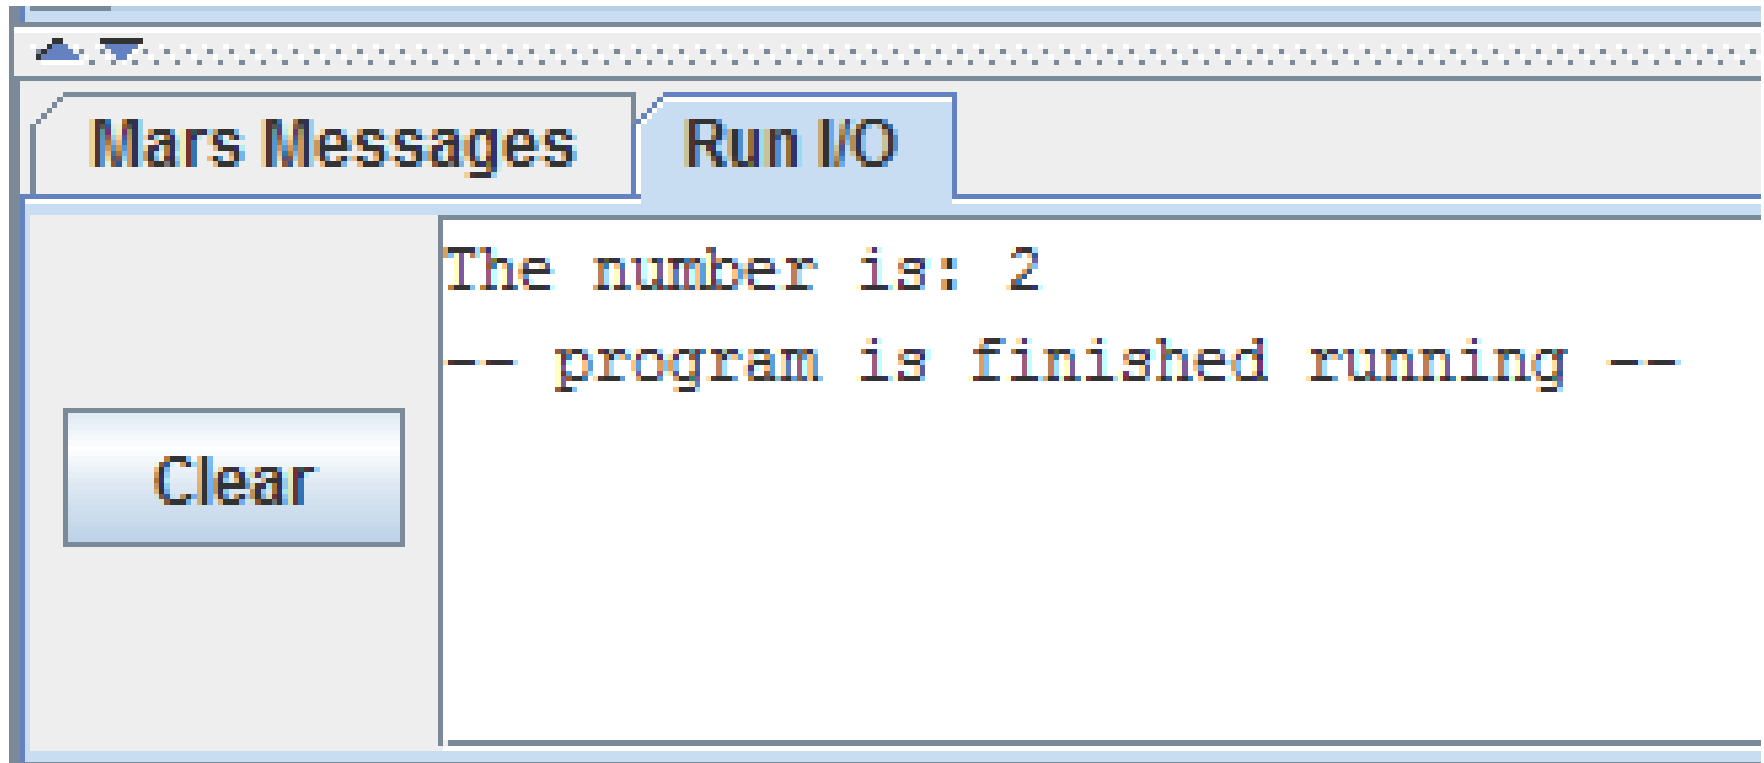 Mars Messages Run I/O
The number is: 2
-- program is finished running --
Clear